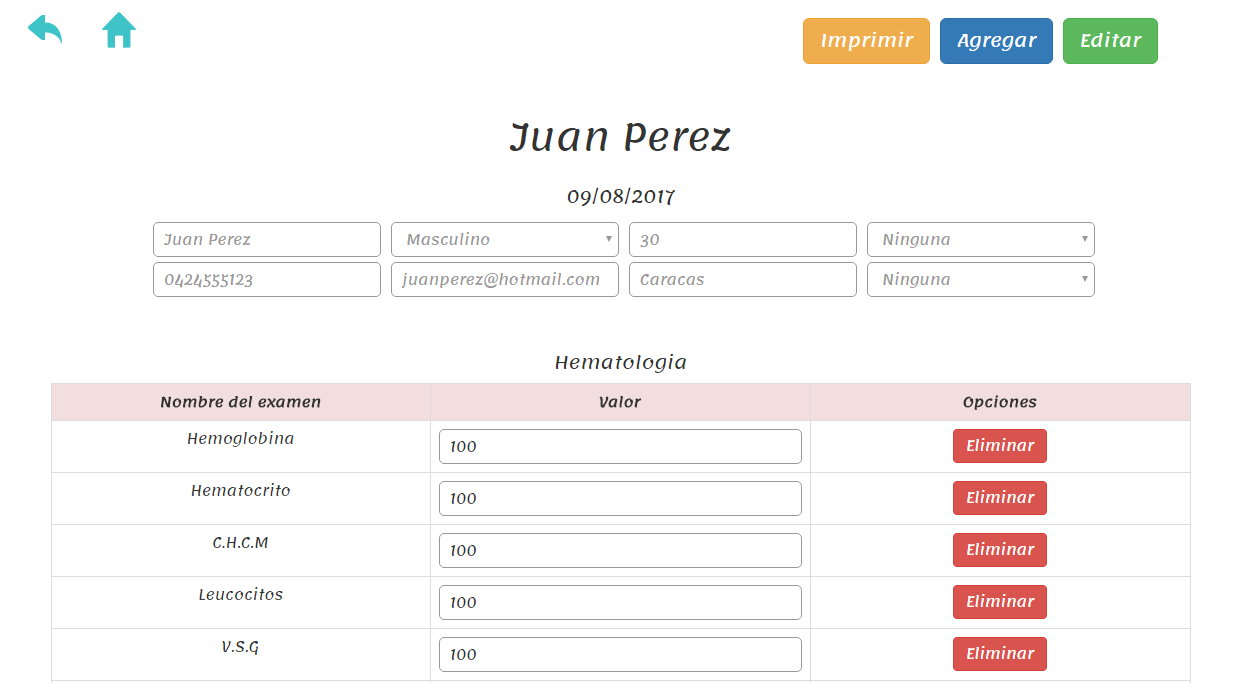 Imprimir Agregar Editar
Juan Perez
09/08/2017
Juan Perez Masculino 30 Ninguna
0424555123 juanperez@hotmail.com Caracas Ninguna
Hematologia
Nombre del examen Valor Opciones
Hemoglobina 100 Eliminar
Hematocrito 100 Eliminar
C.H.C.M 100 Eliminar
Leucocitos 100 Eliminar
V.S.G 100 Eliminar